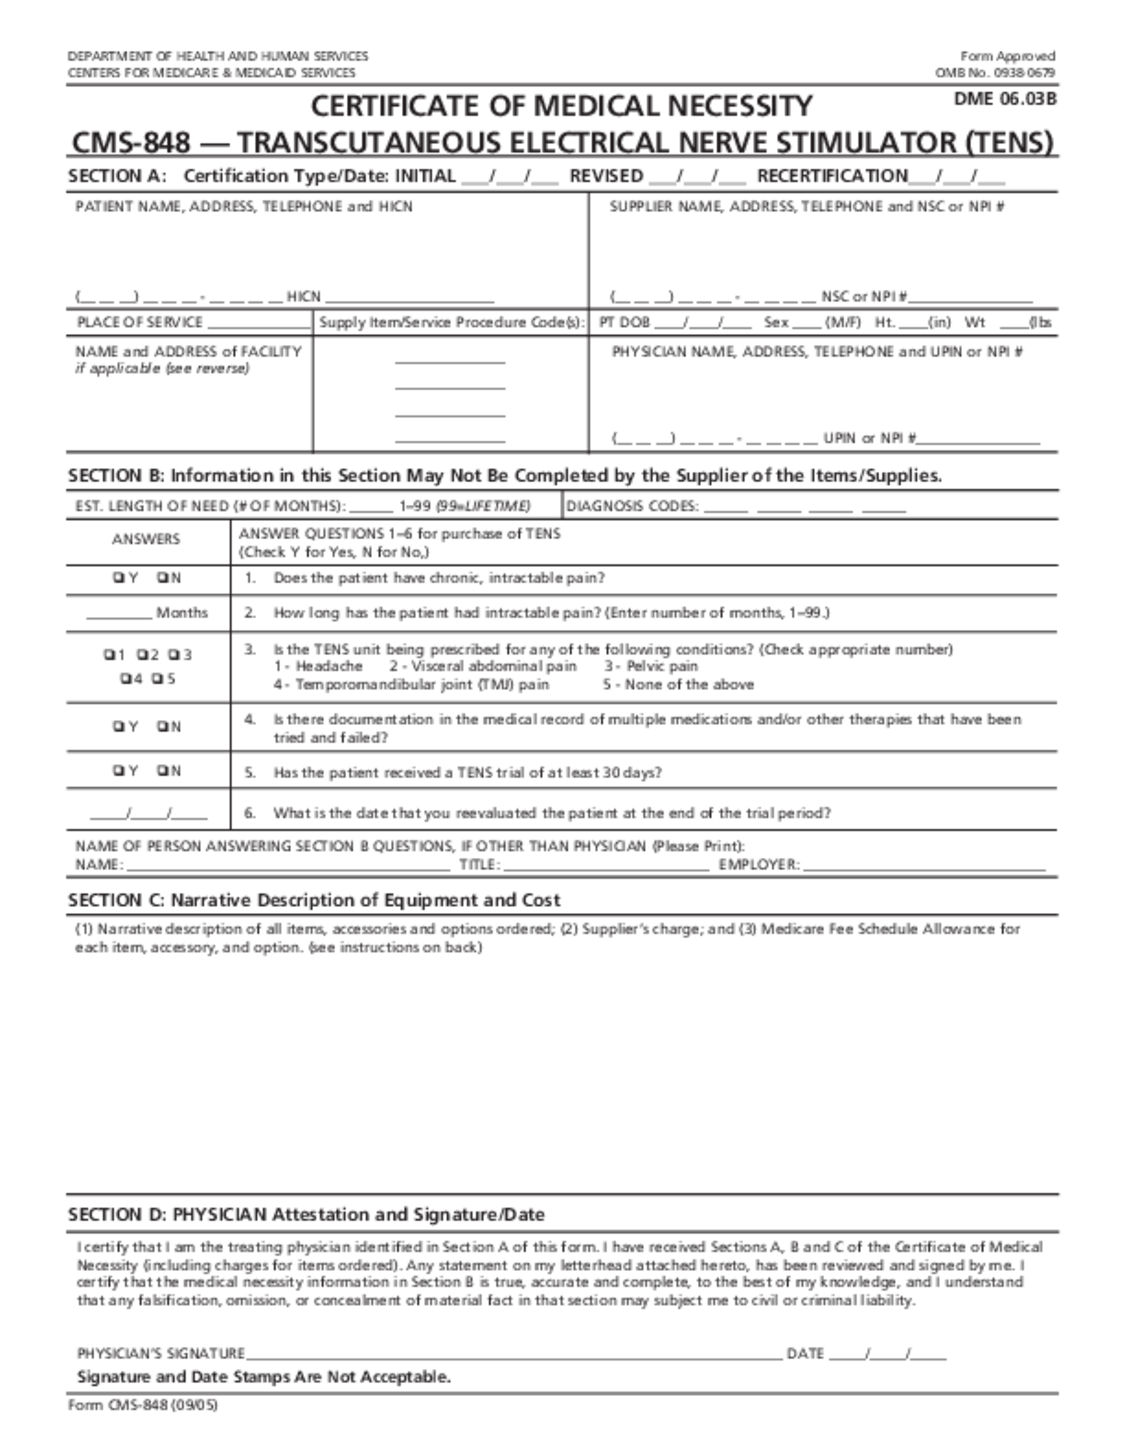 DEPARTMENT OF HEALTH AND HUMAN SERVICES
CENTERS FOR MEDICARE & MEDICAID SERVICES
Form Approved
OMB No. 0938-0679
DME 06.03B
CERTIFICATE OF MEDICAL NECESSITY
CMS-848 — TRANSCUTANEOUS ELECTRICAL NERVE STIMULATOR (TENS)
SECTION A: Certification Type/Date: INITIAL ___/___/___ REVISED ___/___/___ RECERTIFICATION___/___/___
PATIENT NAME, ADDRESS, TELEPHONE and HICN
(__ __ __) __ __ __ - __ __ __ __ HICN ____________________
SUPPLIER NAME, ADDRESS, TELEPHONE and NSC or NPI #
(__ __ __) __ __ __ - __ __ __ __ NSC or NPI #_______________
PLACE OF SERVICE _____________
Supply Item/Service Procedure Code(s):
PT DOB ____/____/____ Sex ____ (M/F) Ht. ____(in) Wt ____(lbs
NAME and ADDRESS of FACILITY
if applicable (see reverse)
_____________
_____________
_____________
_____________
PHYSICIAN NAME, ADDRESS, TELEPHONE and UPIN or NPI #
(__ __ __) __ __ __ - __ __ __ __ UPIN or NPI #_______________
SECTION B: Information in this Section May Not Be Completed by the Supplier of the Items/Supplies.
EST. LENGTH OF NEED (# OF MONTHS): ______ 1–99 (99=LIFETIME)
DIAGNOSIS CODES: ______ ______ ______ ______
ANSWERS
ANSWER QUESTIONS 1–6 for purchase of TENS
(Check Y for Yes, N for No,)
❏ Y ❏ N
1. Does the patient have chronic, intractable pain?
_________ Months
2. How long has the patient had intractable pain? (Enter number of months, 1–99.)
❏ 1 ❏ 2 ❏ 3
❏ 4 ❏ 5
3. Is the TENS unit being prescribed for any of the following conditions? (Check appropriate number)
1 - Headache 2 - Visceral abdominal pain 3 - Pelvic pain
4 - Temporomandibular joint (TMJ) pain 5 - None of the above
❏ Y ❏ N
4. Is there documentation in the medical record of multiple medications and/or other therapies that have been
tried and failed?
❏ Y ❏ N
5. Has the patient received a TENS trial of at least 30 days?
_____/_____/_____
6. What is the date that you reevaluated the patient at the end of the trial period?
NAME OF PERSON ANSWERING SECTION B QUESTIONS, IF OTHER THAN PHYSICIAN (Please Print):
NAME: ______________________________ TITLE: ____________________ EMPLOYER: ________________________
SECTION C: Narrative Description of Equipment and Cost
(1) Narrative description of all items, accessories and options ordered; (2) Supplier's charge; and (3) Medicare Fee Schedule Allowance for
each item, accessory, and option. (see instructions on back)
SECTION D: PHYSICIAN Attestation and Signature/Date
I certify that I am the treating physician identified in Section A of this form. I have received Sections A, B and C of the Certificate of Medical
Necessity (including charges for items ordered). Any statement on my letterhead attached hereto, has been reviewed and signed by me. I
certify that the medical necessity information in Section B is true, accurate and complete, to the best of my knowledge, and I understand
that any falsification, omission, or concealment of material fact in that section may subject me to civil or criminal liability.
PHYSICIAN'S SIGNATURE______________________________________________ DATE _____/_____/_____
Signature and Date Stamps Are Not Acceptable.
Form CMS-848 (09/05)